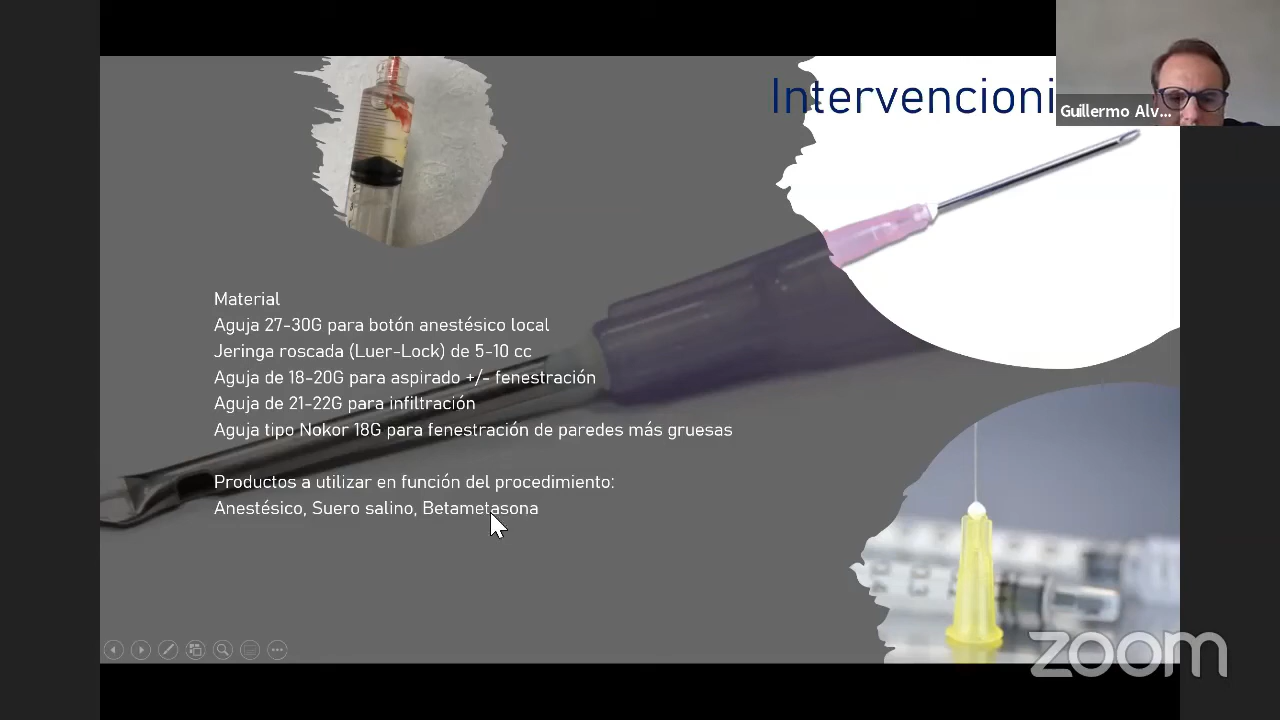 Intervencioni
Guillermo Alv...
Material
Aguja 27-30G para botón anestésico local
Jeringa roscada (Luer-Lock) de 5-10 cc
Aguja de 18-20G para aspirado +/- fenestración
Aguja de 21-22G para infiltración
Aguja tipo Nokor 18G para fenestración de paredes más gruesas
Productos a utilizar en función del procedimiento:
Anestésico, Suero salino, Betametasona
zoom